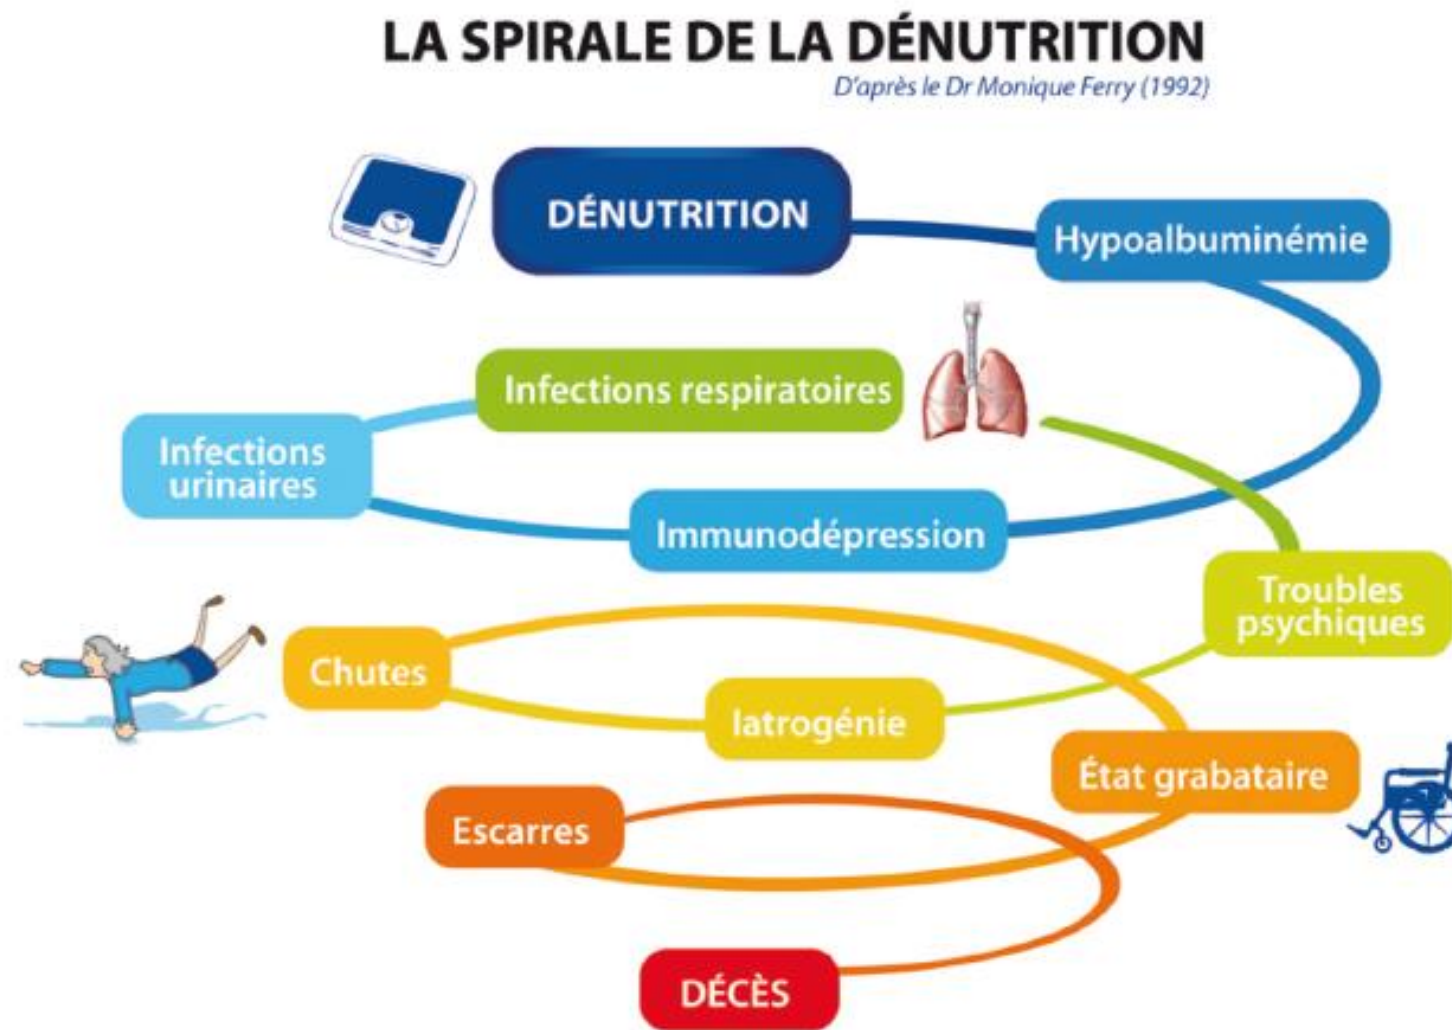 LA SPIRALE DE LA DÉNUTRITION
D'après le Dr Monique Ferry (1992)
DÉNUTRITION
Hypoalbuminémie
Infections respiratoires
Infections
urinaires
Immunodépression
Troubles
psychiques
Chutes
Iatrogénie
État grabataire
Escarres
DÉCÈS